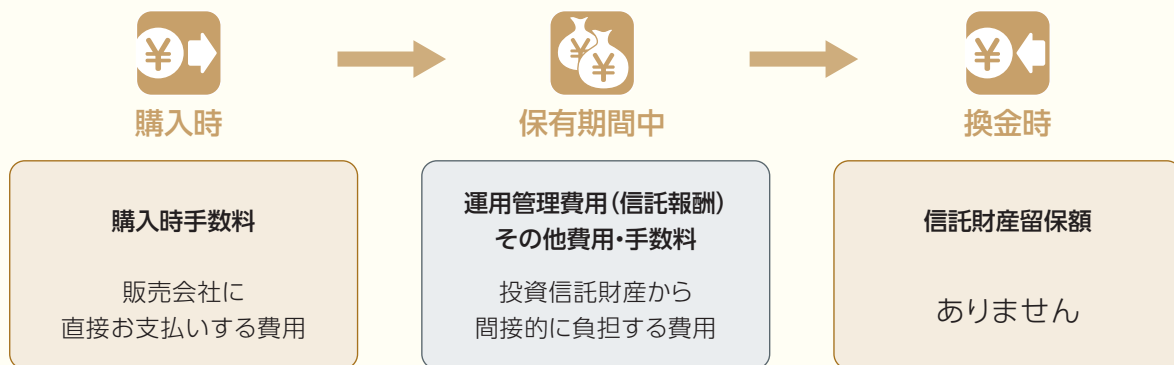 購入時
保有期間中
換金時
購入時手数料
販売会社に
直接お支払いする費用
運用管理費用(信託報酬)
その他費用・手数料
投資信託財産から
間接的に負担する費用
信託財産留保額
ありません